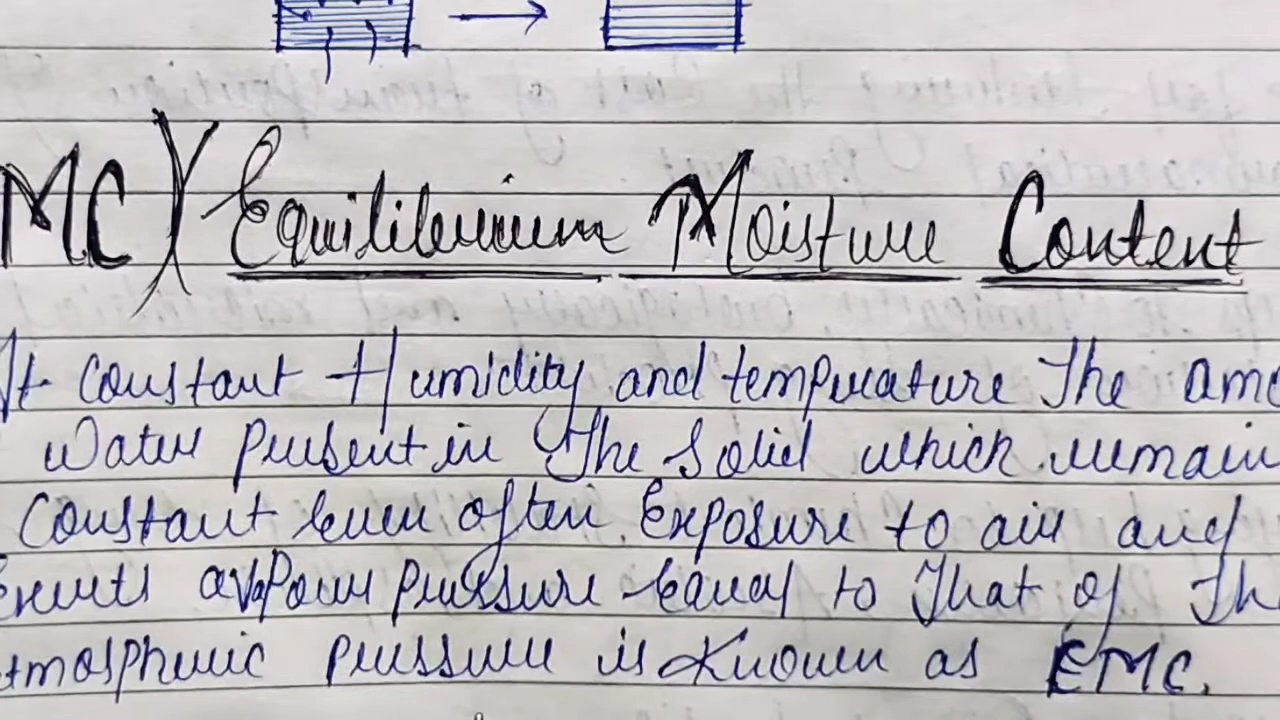 MC) Equilibrium Moisture Content
At constant Humidity and temperature The amo
Water present in The Solid which remain
Constant even after Exposure to air and
Exerts a vapour pressure Equal to That of Th
atmospheric pressure is Known as EMC.